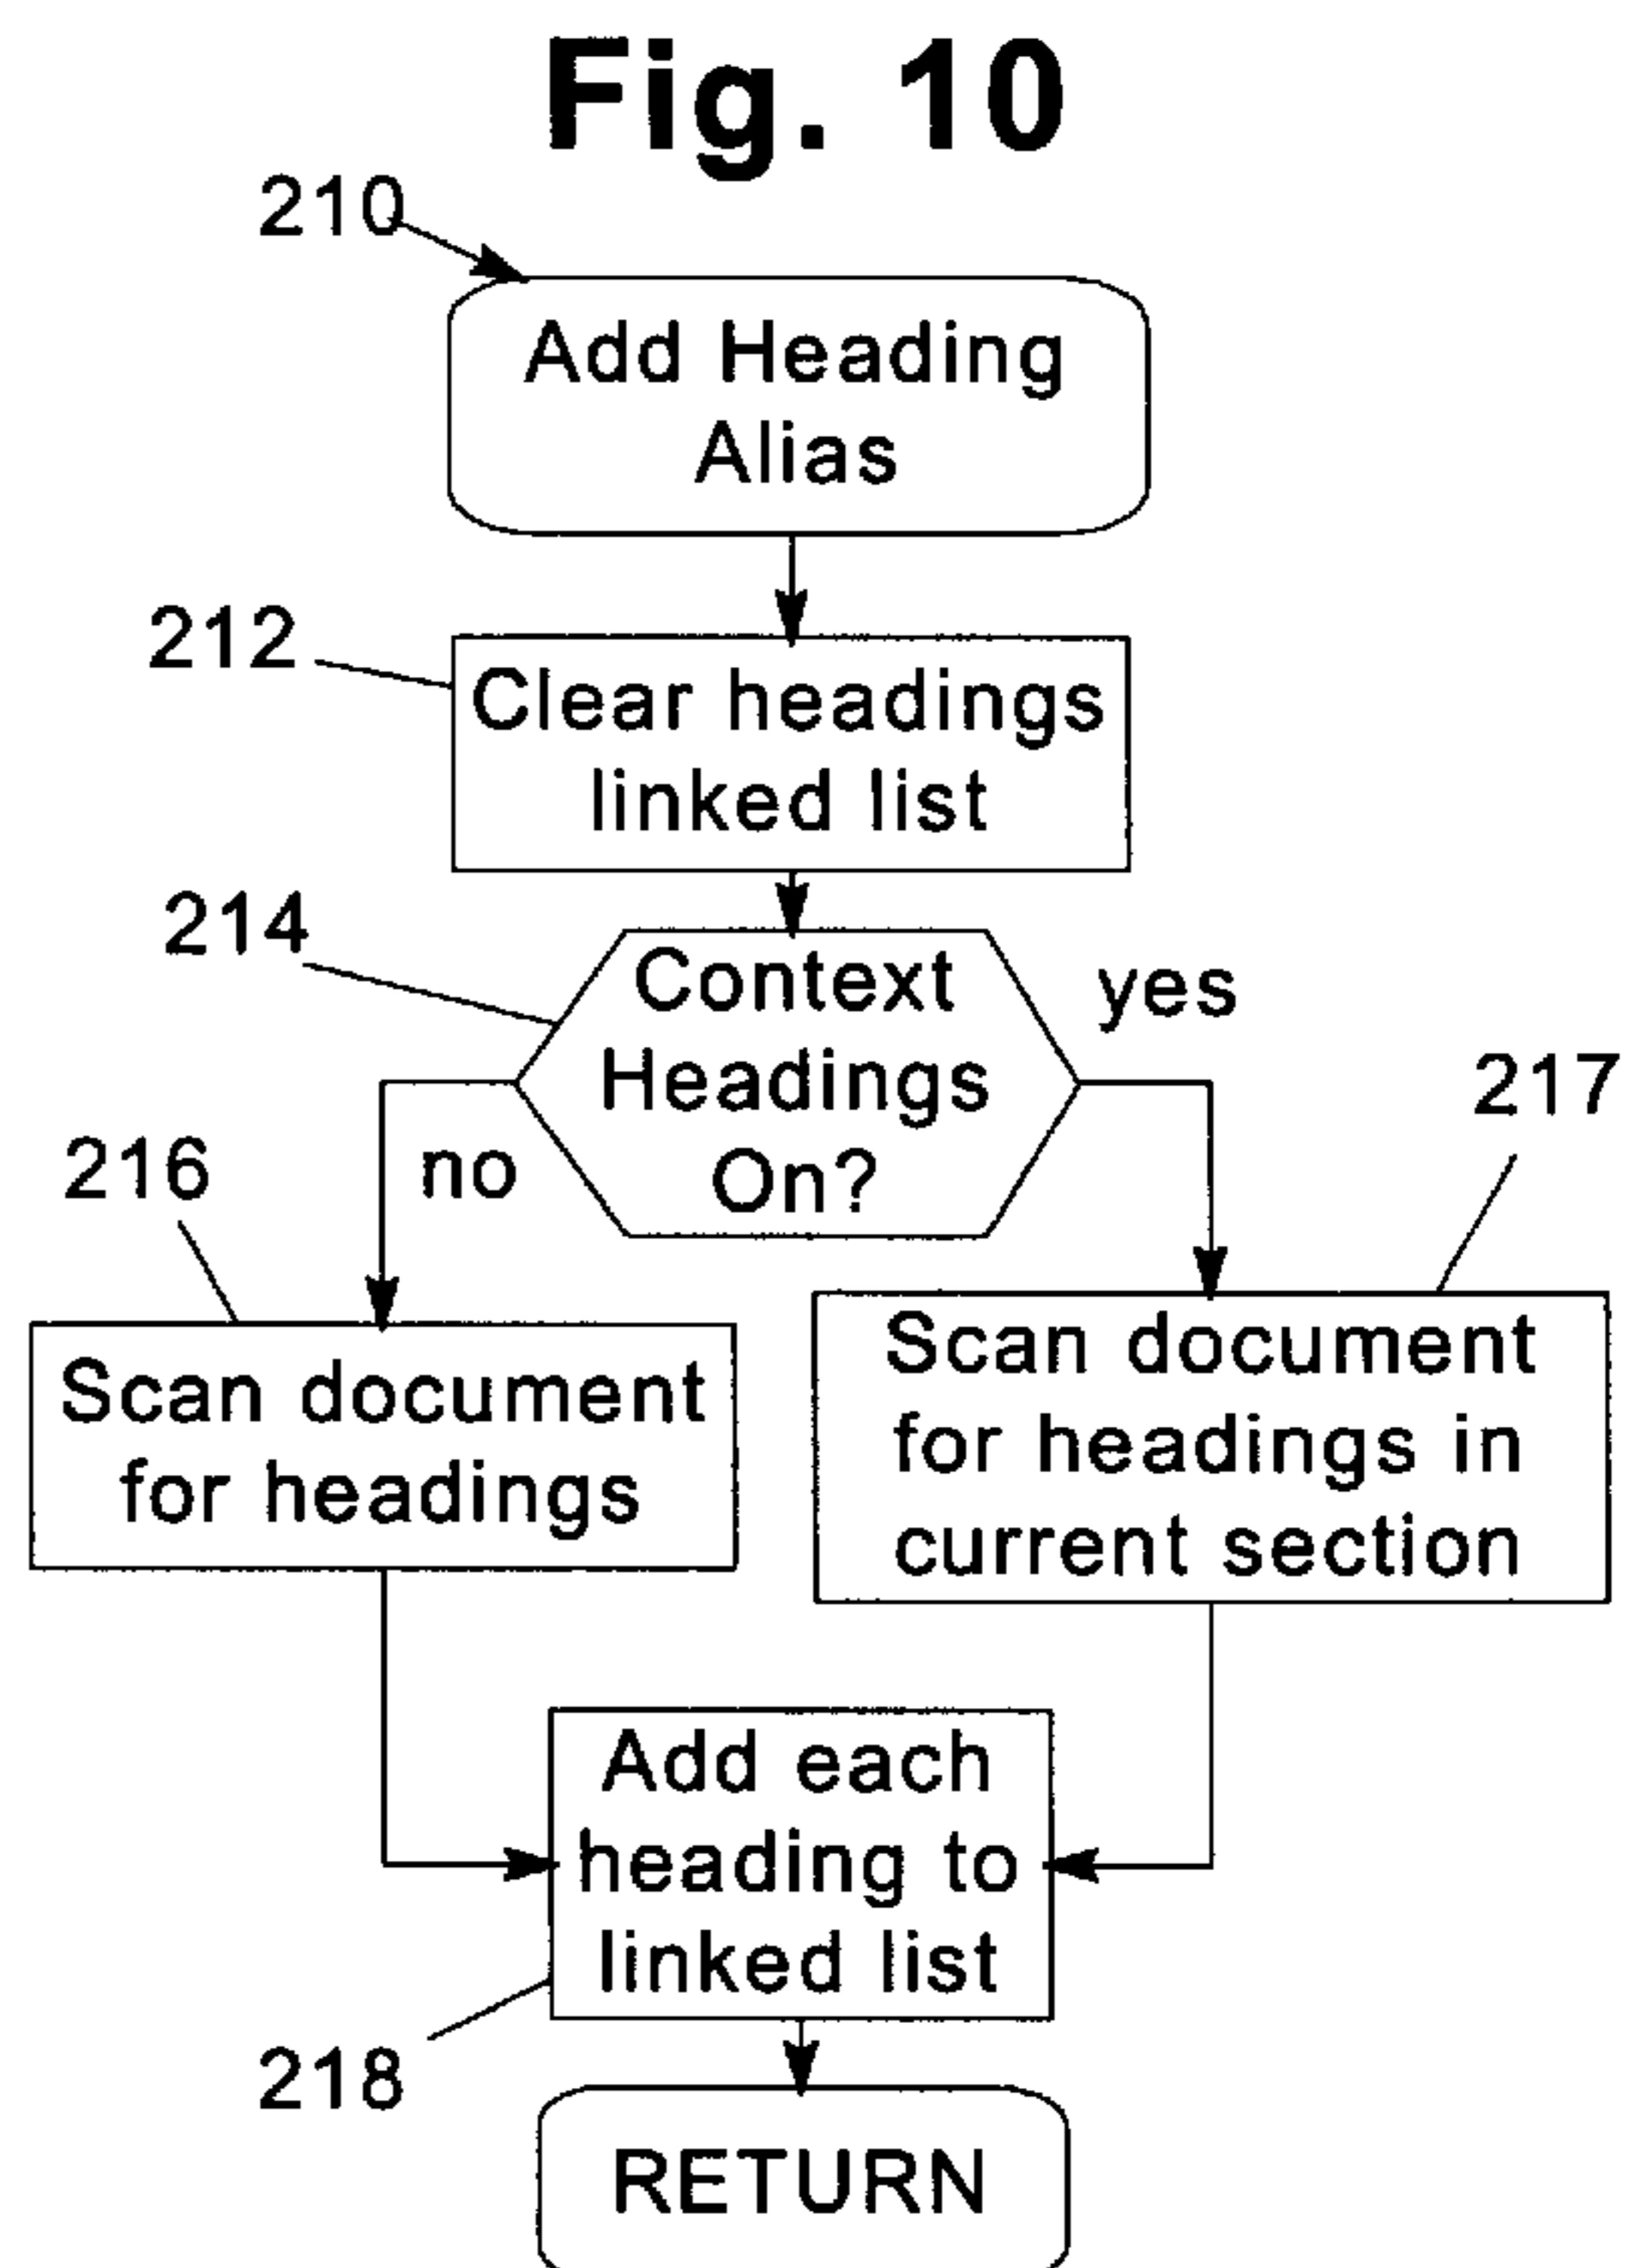 Fig. 10
210
Add Heading
Alias
212
Clear headings
linked list
214
Context
Headings
On?
yes
no
216
217
Scan document
for headings
Scan document
for headings in
current section
Add each
heading to
linked list
218
RETURN